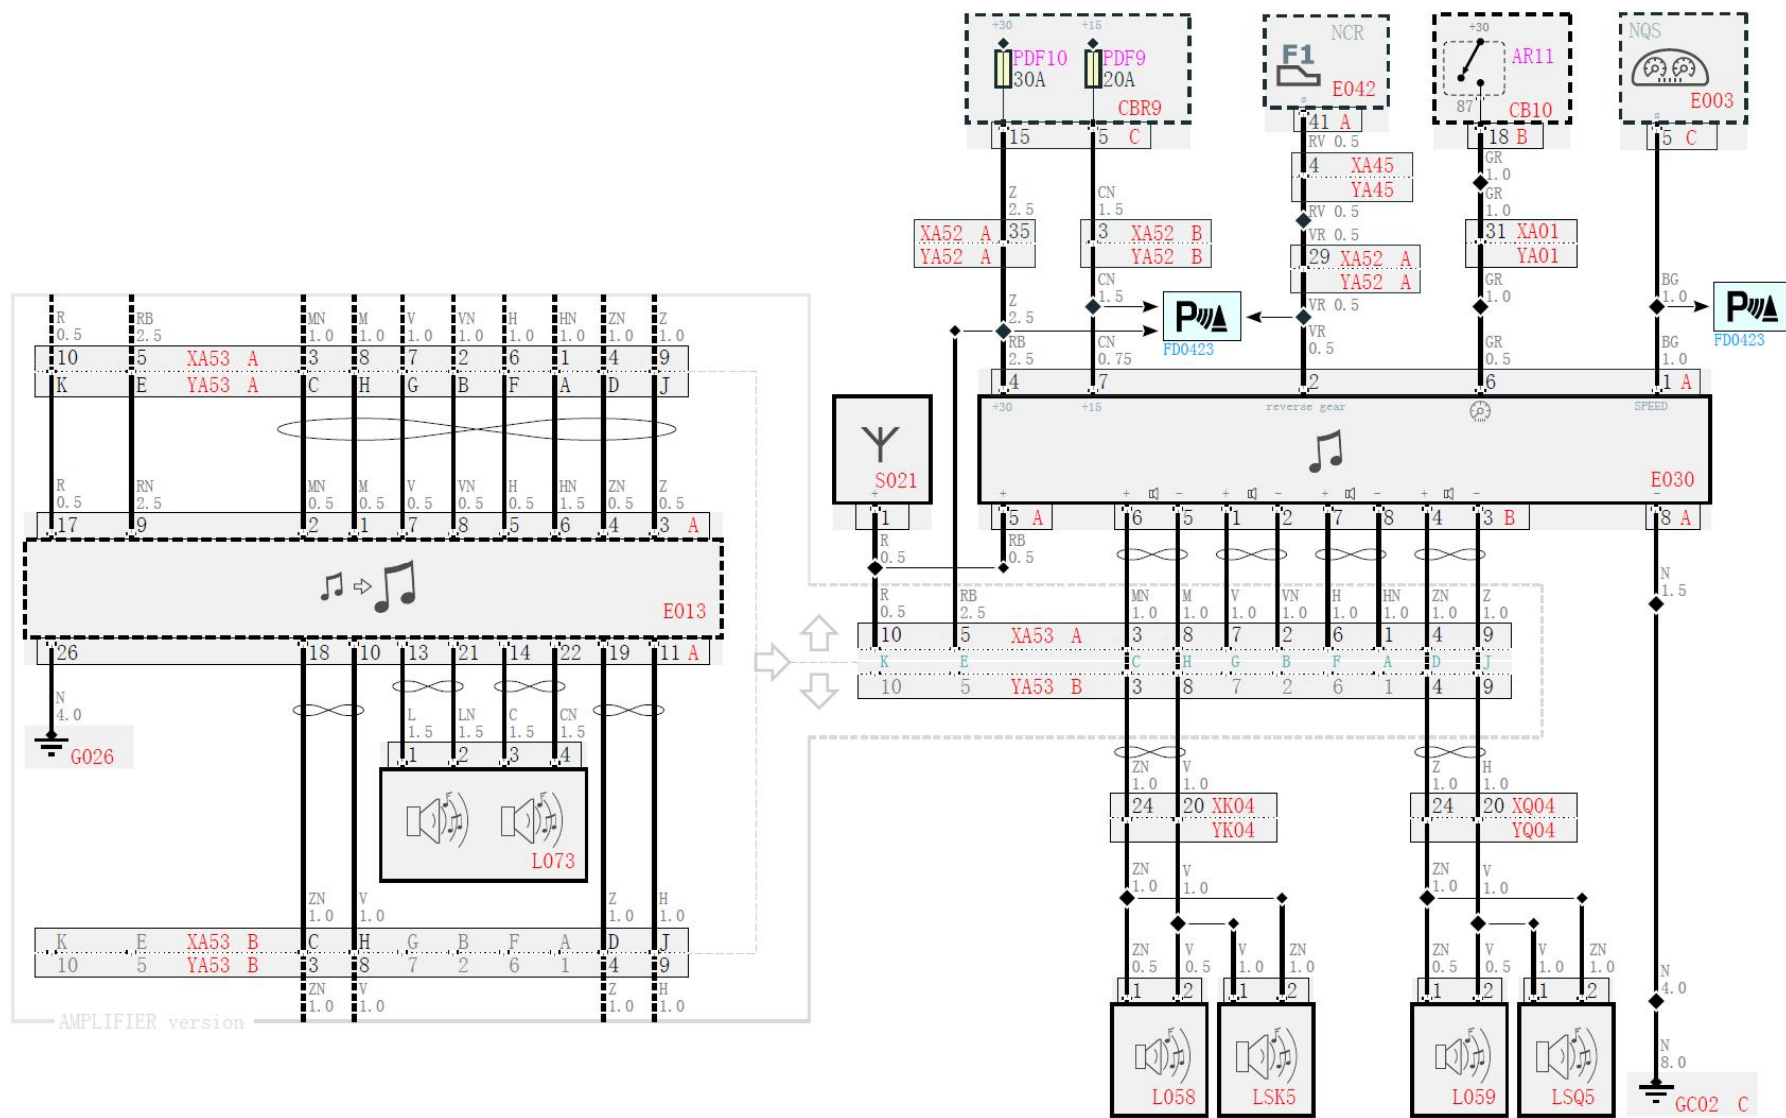 +30 +15 NCR +30 NQS
PDF10 PDF9 F1 AR11
30A 20A
E042 87 E003
CBR9 CB10
15 5 C 41 A 18 B 5 C
RV 0.5
GR
1.0
4 XA45
YA45
Z
2.5
CN
1.5
RV 0.5
GR
1.0
XA52 A 35 3 XA52 B VR 0.5 31 XA01
YA52 A YA52 B 29 XA52 A YA01
YA52 A
Z
2.5
CN
1.5
VR 0.5
GR
1.0
BG
1.0
FD0423 FD0423
RB
2.5
CN
0.75
VR
0.5
GR
0.5
BG
1.0
4 7 2 6 1 A
+30 +15 reverse gear SPEED
S021 E030
+ + + - + - + - + - -
1 5 A 6 5 1 2 7 8 4 3 B 8 A
R
0.5
RB
0.5
N
1.5
R RB MN M V VN H HN ZN Z
0.5 2.5 1.0 1.0 1.0 1.0 1.0 1.0 1.0 1.0
10 5 XA53 A 3 8 7 2 6 1 4 9
K E C H G B F A D J
10 5 YA53 B 3 8 7 2 6 1 4 9
ZN V Z H
1.0 1.0 1.0 1.0
24 20 XK04 24 20 XQ04
YK04 YQ04
ZN V ZN V
1.0 1.0 1.0 1.0
ZN V V ZN ZN V V ZN
0.5 0.5 1.0 1.0 0.5 0.5 1.0 1.0
1 2 1 2 1 2 1 2
L058 LSK5 L059 LSQ5
N
4.0
N
8.0
GC02 C
R RB MN M V VN H HN ZN Z
0.5 2.5 1.0 1.0 1.0 1.0 1.0 1.0 1.0 1.0
10 5 XA53 A 3 8 7 2 6 1 4 9
K E YA53 A C H G B F A D J
R RN MN M V VN H HN ZN Z
0.5 2.5 0.5 0.5 0.5 0.5 0.5 1.5 0.5 0.5
17 9 2 1 7 8 5 6 4 3 A
E013
26 18 10 13 21 14 22 19 11 A
N
4.0
L LN C CN
1.5 1.5 1.5 1.5
G026 1 2 3 4
L073
ZN V Z H
1.0 1.0 1.0 1.0
K E XA53 B C H G B F A D J
10 5 YA53 B 3 8 7 2 6 1 4 9
ZN V Z H
1.0 1.0 1.0 1.0
AMPLIFIER version